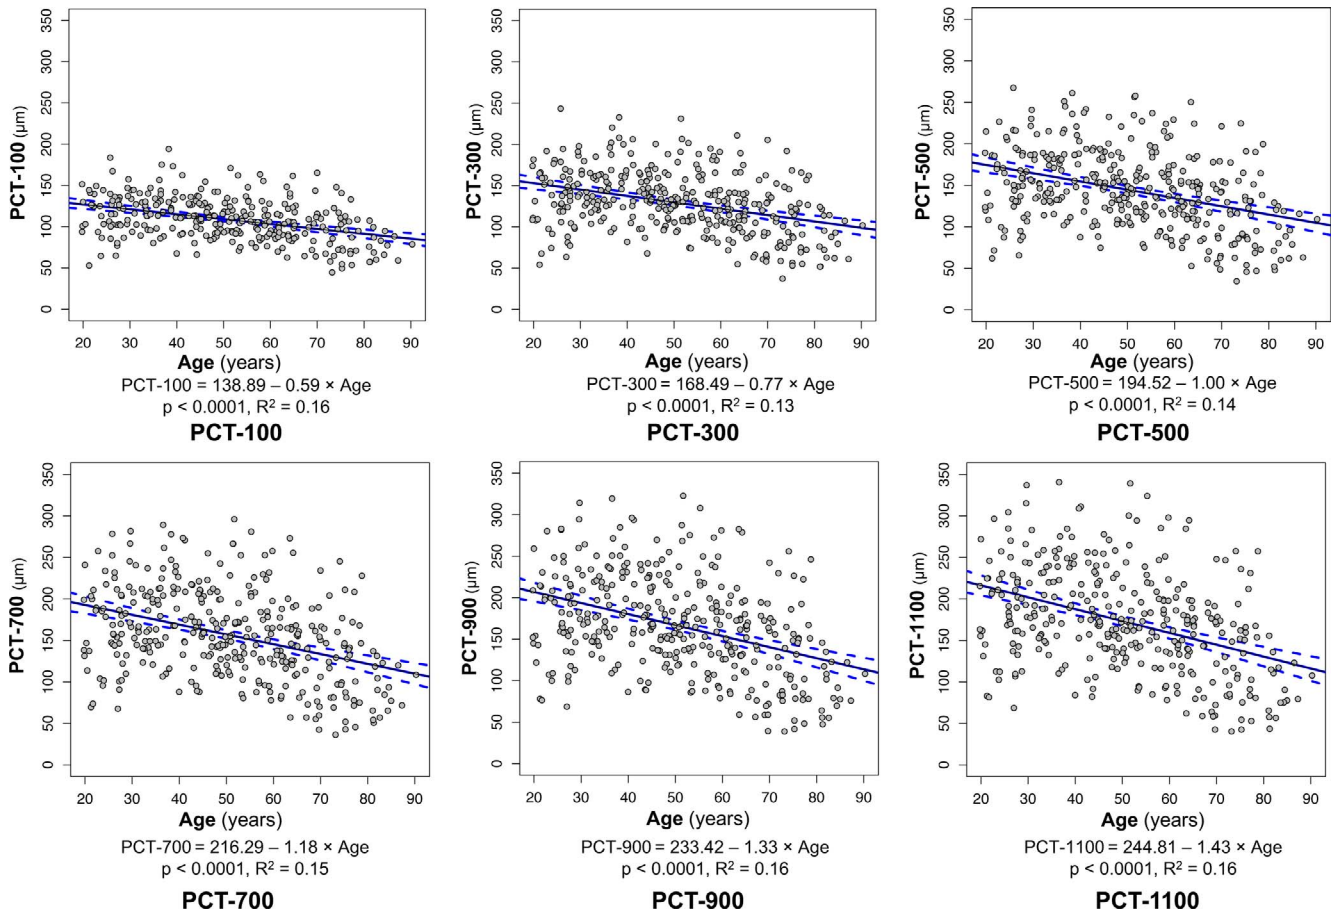 PCT-100 (µm)
350
300
250
200
150
100
50
0
20 30 40 50 60 70 80 90
Age (years)
PCT-100 = 138.89 – 0.59 × Age
p < 0.0001, R² = 0.16
PCT-100
PCT-300 (µm)
350
300
250
200
150
100
50
0
20 30 40 50 60 70 80 90
Age (years)
PCT-300 = 168.49 – 0.77 × Age
p < 0.0001, R² = 0.13
PCT-300
PCT-500 (µm)
350
300
250
200
150
100
50
0
20 30 40 50 60 70 80 90
Age (years)
PCT-500 = 194.52 – 1.00 × Age
p < 0.0001, R² = 0.14
PCT-500
PCT-700 (µm)
350
300
250
200
150
100
50
0
20 30 40 50 60 70 80 90
Age (years)
PCT-700 = 216.29 – 1.18 × Age
p < 0.0001, R² = 0.15
PCT-700
PCT-900 (µm)
350
300
250
200
150
100
50
0
20 30 40 50 60 70 80 90
Age (years)
PCT-900 = 233.42 – 1.33 × Age
p < 0.0001, R² = 0.16
PCT-900
PCT-1100 (µm)
350
300
250
200
150
100
50
0
20 30 40 50 60 70 80 90
Age (years)
PCT-1100 = 244.81 – 1.43 × Age
p < 0.0001, R² = 0.16
PCT-1100